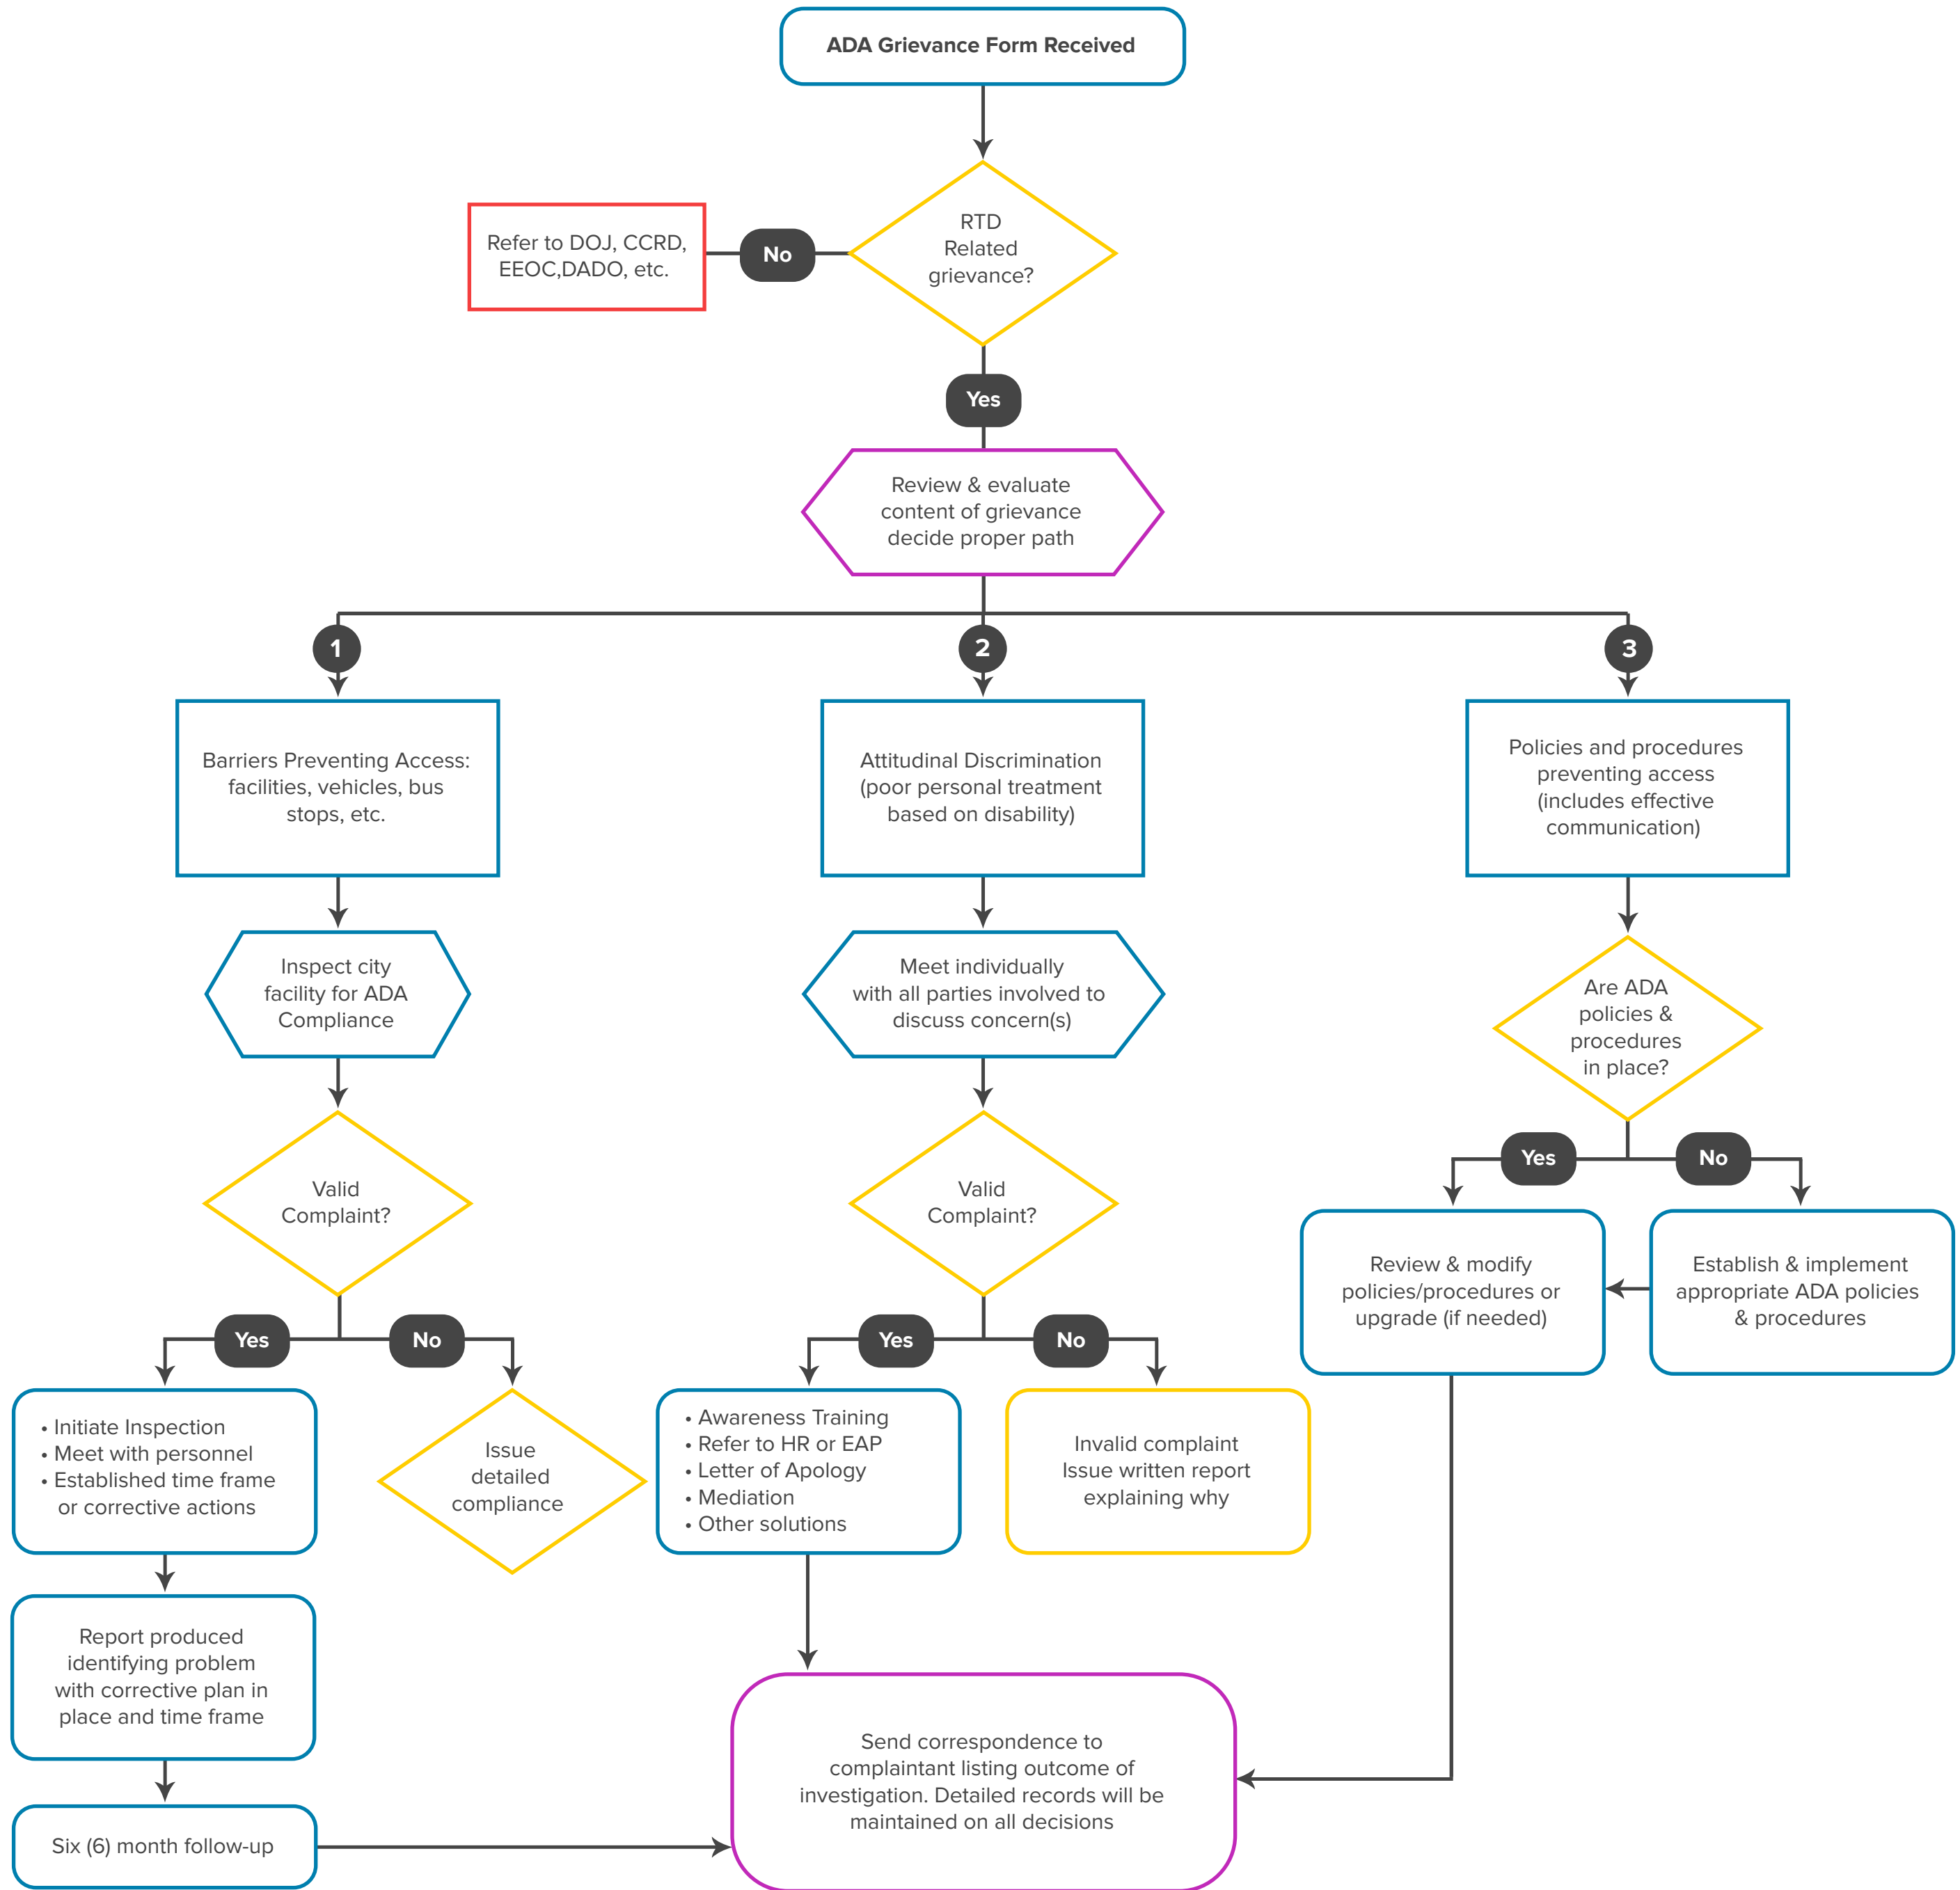 ADA Grievance Form Received
RTD
Related
grievance?
No
Refer to DOJ, CCRD,
EEOC,DADO, etc.
Yes
Review & evaluate
content of grievance
decide proper path
1
2
3
Barriers Preventing Access:
facilities, vehicles, bus
stops, etc.
Attitudinal Discrimination
(poor personal treatment
based on disability)
Policies and procedures
preventing access
(includes effective
communication)
Inspect city
facility for ADA
Compliance
Meet individually
with all parties involved to
discuss concern(s)
Are ADA
policies &
procedures
in place?
Valid
Complaint?
Valid
Complaint?
Yes
No
Review & modify
policies/procedures or
upgrade (if needed)
Establish & implement
appropriate ADA policies
& procedures
Yes
No
Yes
No
• Initiate Inspection
• Meet with personnel
• Established time frame
or corrective actions
Issue
detailed
compliance
• Awareness Training
• Refer to HR or EAP
• Letter of Apology
• Mediation
• Other solutions
Invalid complaint
Issue written report
explaining why
Report produced
identifying problem
with corrective plan in
place and time frame
Send correspondence to
complaintant listing outcome of
investigation. Detailed records will be
maintained on all decisions
Six (6) month follow-up